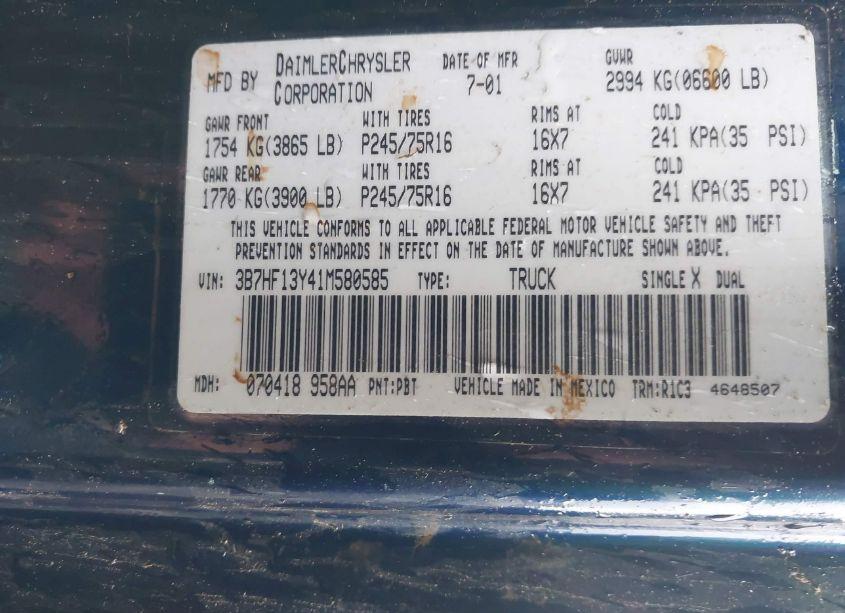 MFD BY DAIMLERCHRYSLER CORPORATION DATE OF MFR 7-01 GVWR 2994 KG(06600 LB)
GAWR FRONT WITH TIRES RIMS AT COLD
1754 KG(3865 LB) P245/75R16 16X7 241 KPA(35 PSI)
GAWR REAR WITH TIRES RIMS AT COLD
1770 KG(3900 LB) P245/75R16 16X7 241 KPA(35 PSI)
THIS VEHICLE CONFORMS TO ALL APPLICABLE FEDERAL MOTOR VEHICLE SAFETY AND THEFT
PREVENTION STANDARDS IN EFFECT ON THE DATE OF MANUFACTURE SHOWN ABOVE.
VIN: 3B7HF13Y41M580585 TYPE: TRUCK SINGLE X DUAL
MDH: 070418 958AA PNT:PBT VEHICLE MADE IN MEXICO TRM:R1C3 4648507